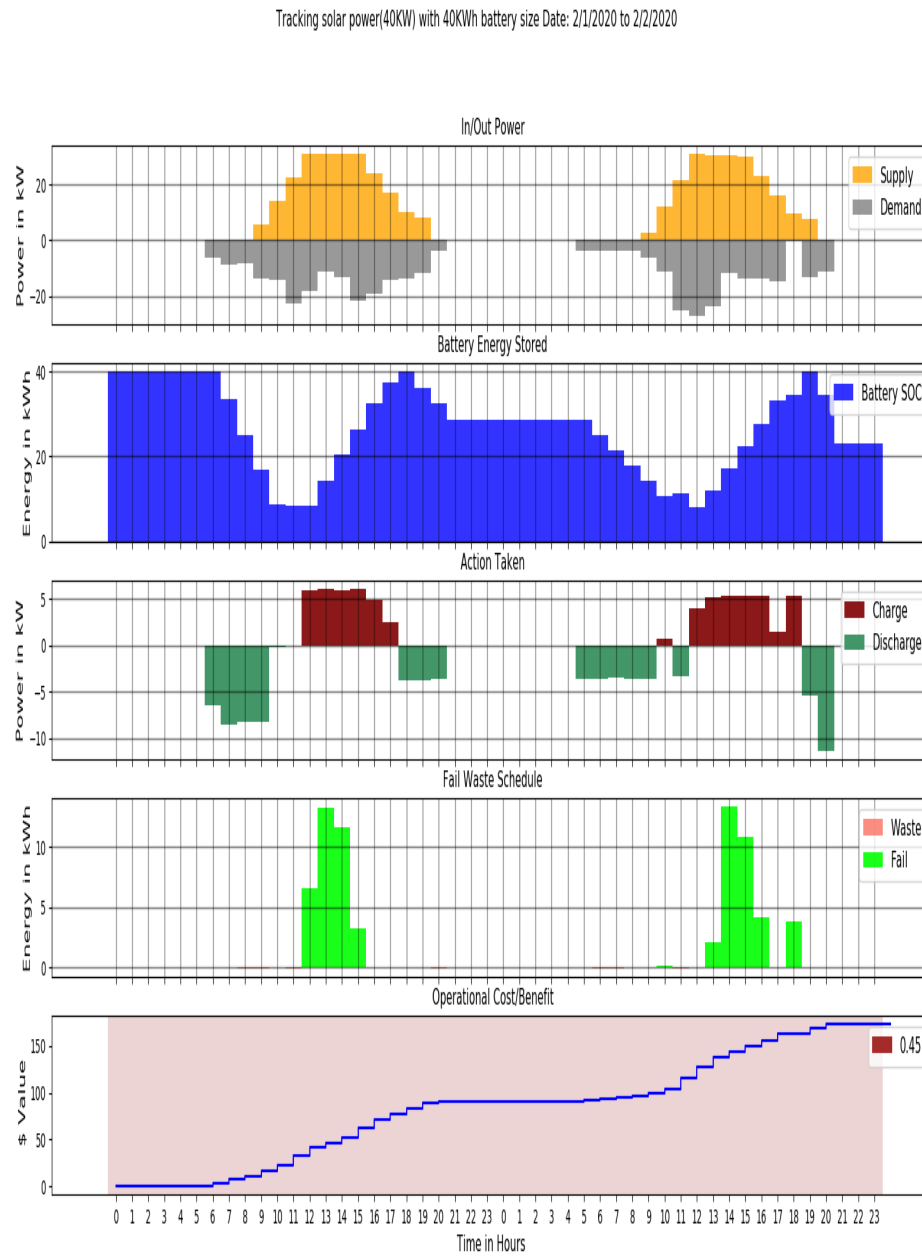 Tracking solar power(40KW) with 40KWh battery size Date: 2/1/2020 to 2/2/2020
In/Out Power
Power in kW
20
0
−20
Supply
Demand
Battery Energy Stored
Energy in kWh
40
20
0
Battery SOC
Action Taken
Power in kW
5
0
−5
−10
Charge
Discharge
Fail Waste Schedule
Energy in kWh
10
5
0
Waste
Fail
Operational Cost/Benefit
$ Value
150
100
50
0
0.45
0 1 2 3 4 5 6 7 8 9 10 11 12 13 14 15 16 17 18 19 20 21 22 23 0 1 2 3 4 5 6 7 8 9 10 11 12 13 14 15 16 17 18 19 20 21 22 23
Time in Hours